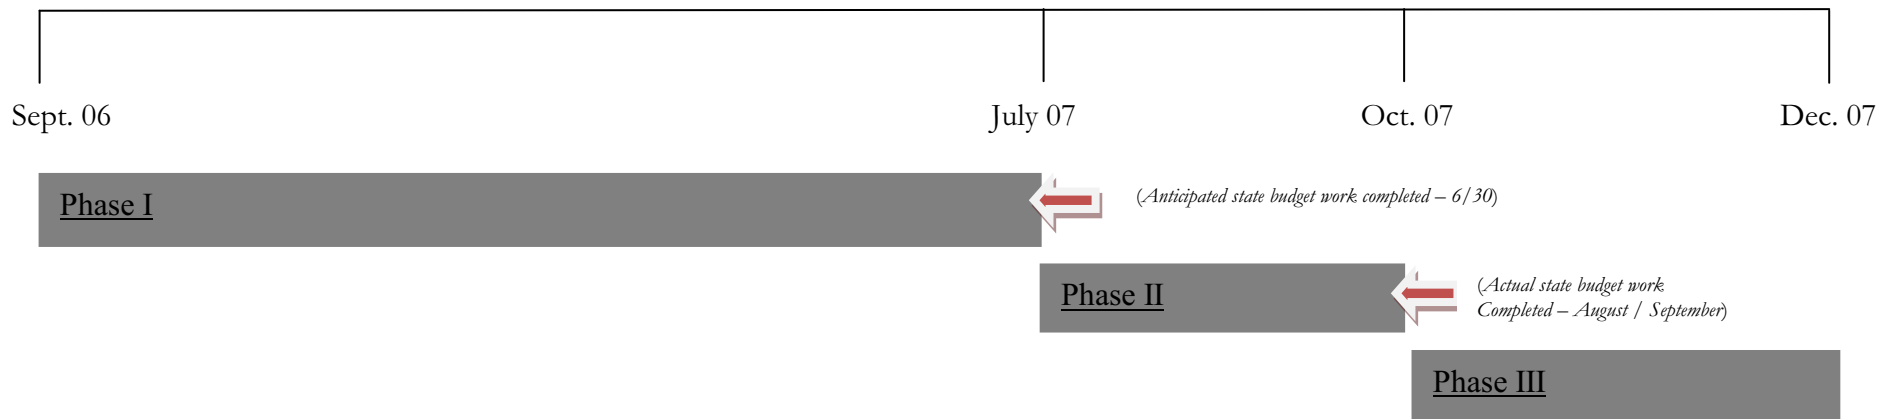 Sept. 06
July 07
Oct. 07
Dec. 07
Phase I
(Anticipated state budget work completed – 6/30)
Phase II
(Actual state budget work
Completed – August / September)
Phase III